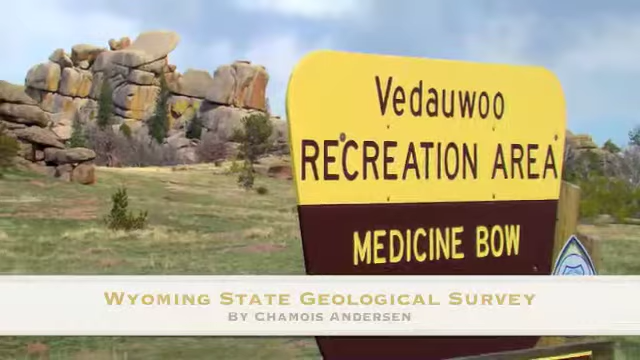 Vedauwoo
RECREATION AREA
MEDICINE BOW
WYOMING STATE GEOLOGICAL SURVEY
BY CHAMOIS ANDERSEN